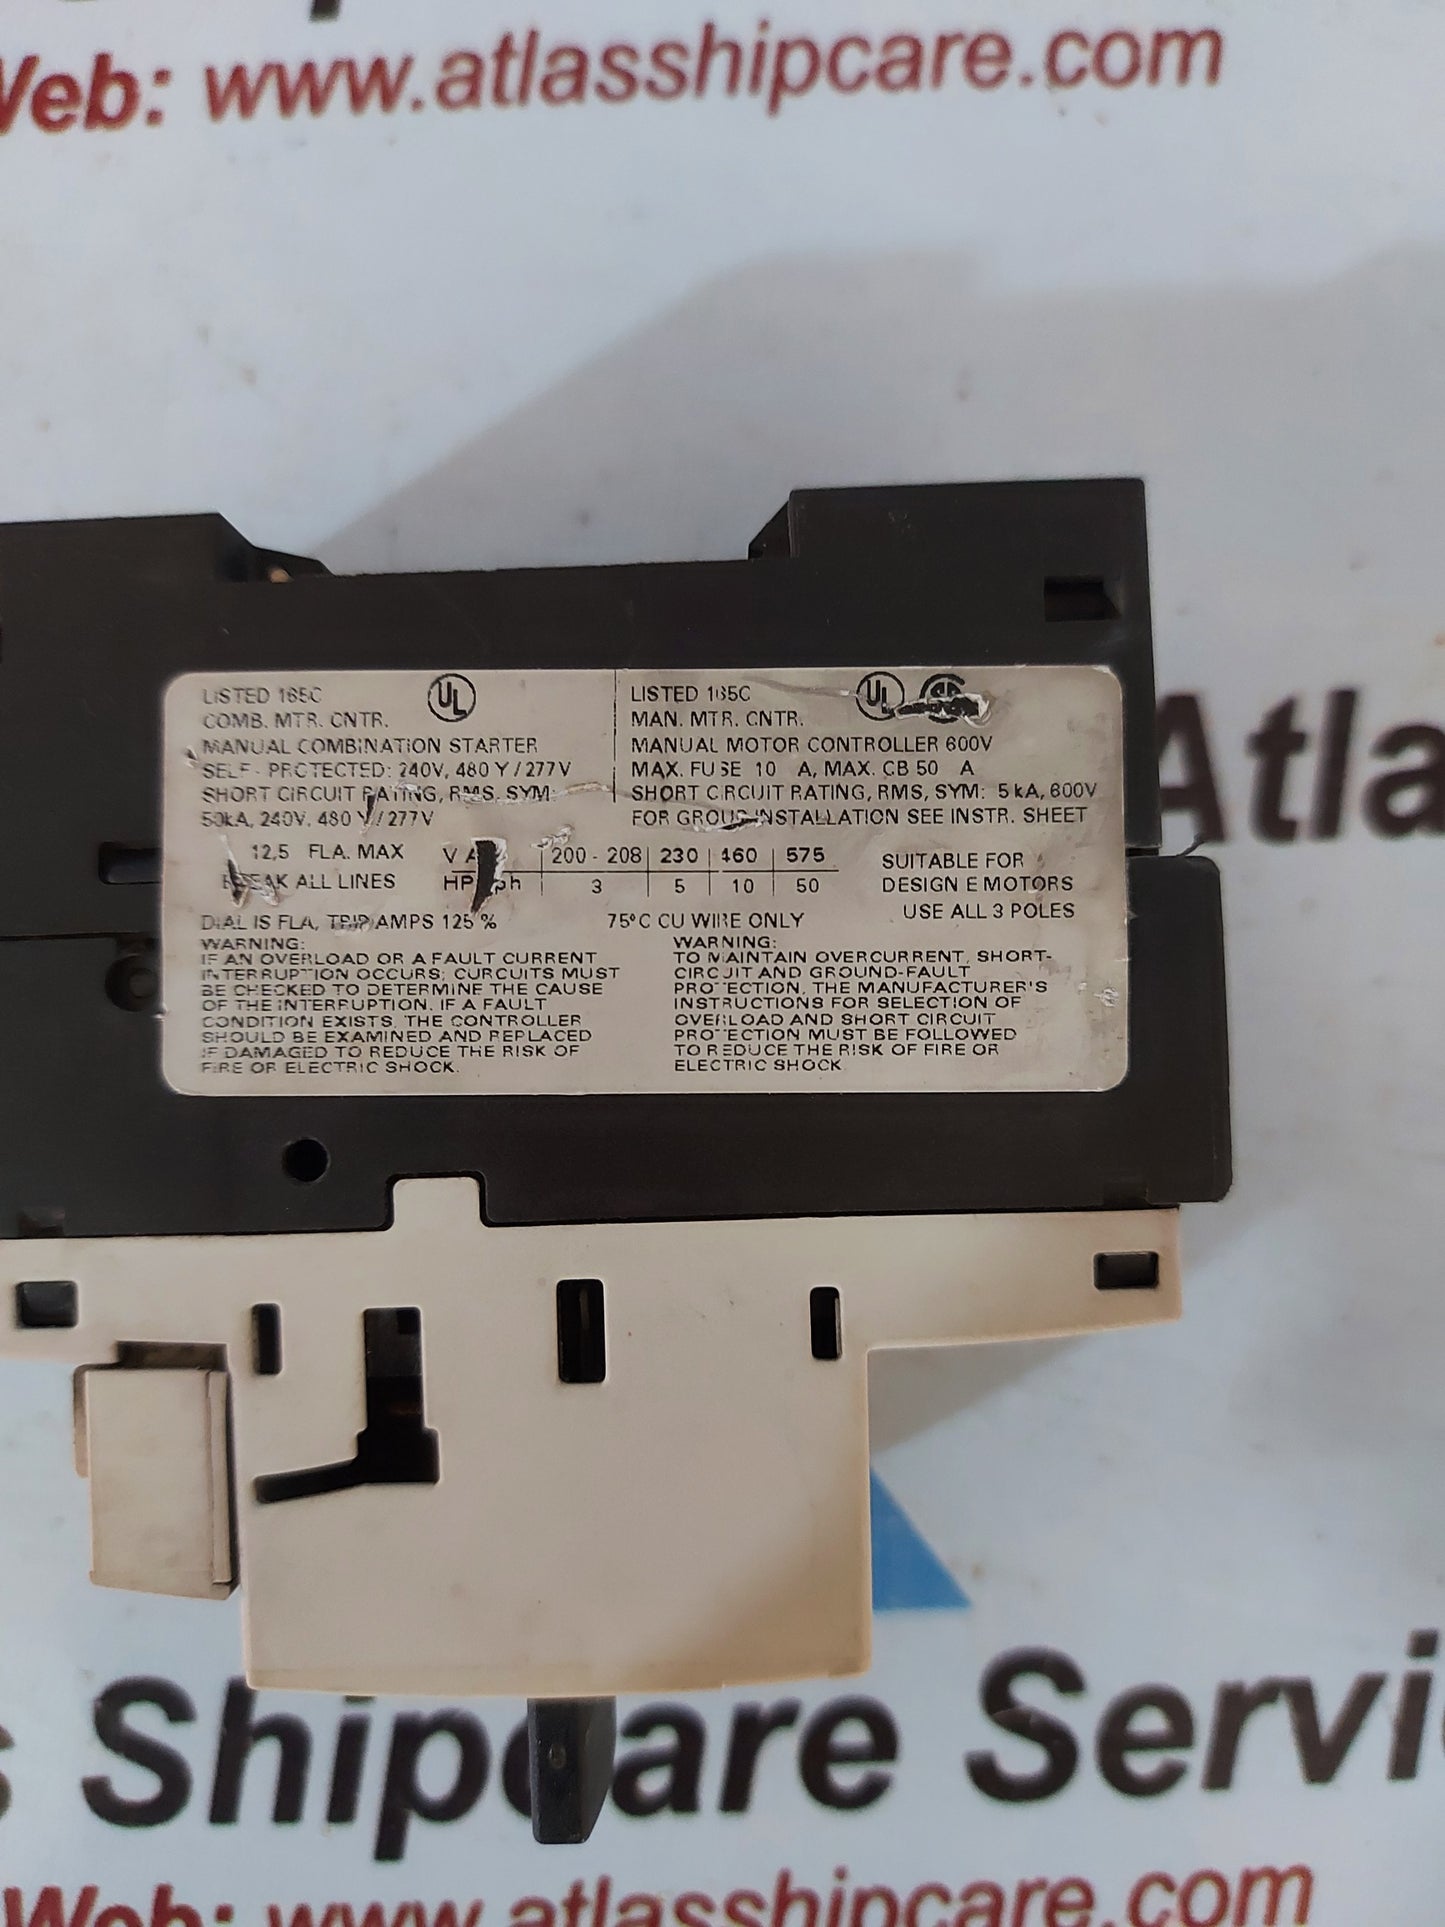 Web: www.atlasshipcare.com
LISTED 165C UL
COMB. MTR. CNTR.
MANUAL COMBINATION STARTER
SELF - PROTECTED: 240V, 480 Y / 277V
SHORT CIRCUIT RATING, RMS. SYM:
50kA, 240V, 480 Y / 277V
LISTED 165C UL
MAN. MTR. CNTR.
MANUAL MOTOR CONTROLLER 600V
MAX. FUSE 10 A, MAX. CB 50 A
SHORT CIRCUIT RATING, RMS, SYM: 5 kA, 600V
FOR GROUP INSTALLATION SEE INSTR. SHEET
12,5 FLA. MAX
BREAK ALL LINES
V 200 - 208 230 460 575
HP ph 3 5 10 50
SUITABLE FOR
DESIGN E MOTORS
USE ALL 3 POLES
DIAL IS FLA, TRIP AMPS 125 % 75°C CU WIRE ONLY
WARNING:
IF AN OVERLOAD OR A FAULT CURRENT
INTERRUPTION OCCURS; CURCUITS MUST
BE CHECKED TO DETERMINE THE CAUSE
OF THE INTERRUPTION. IF A FAULT
CONDITION EXISTS. THE CONTROLLER
SHOULD BE EXAMINED AND REPLACED
IF DAMAGED TO REDUCE THE RISK OF
FIRE OR ELECTRIC SHOCK.
WARNING:
TO MAINTAIN OVERCURRENT, SHORT-
CIRCUIT AND GROUND-FAULT
PROTECTION, THE MANUFACTURER'S
INSTRUCTIONS FOR SELECTION OF
OVERLOAD AND SHORT CIRCUIT
PROTECTION MUST BE FOLLOWED
TO REDUCE THE RISK OF FIRE OR
ELECTRIC SHOCK
Atla
s Shipcare Servi
Web: www.atlasshipcare.com